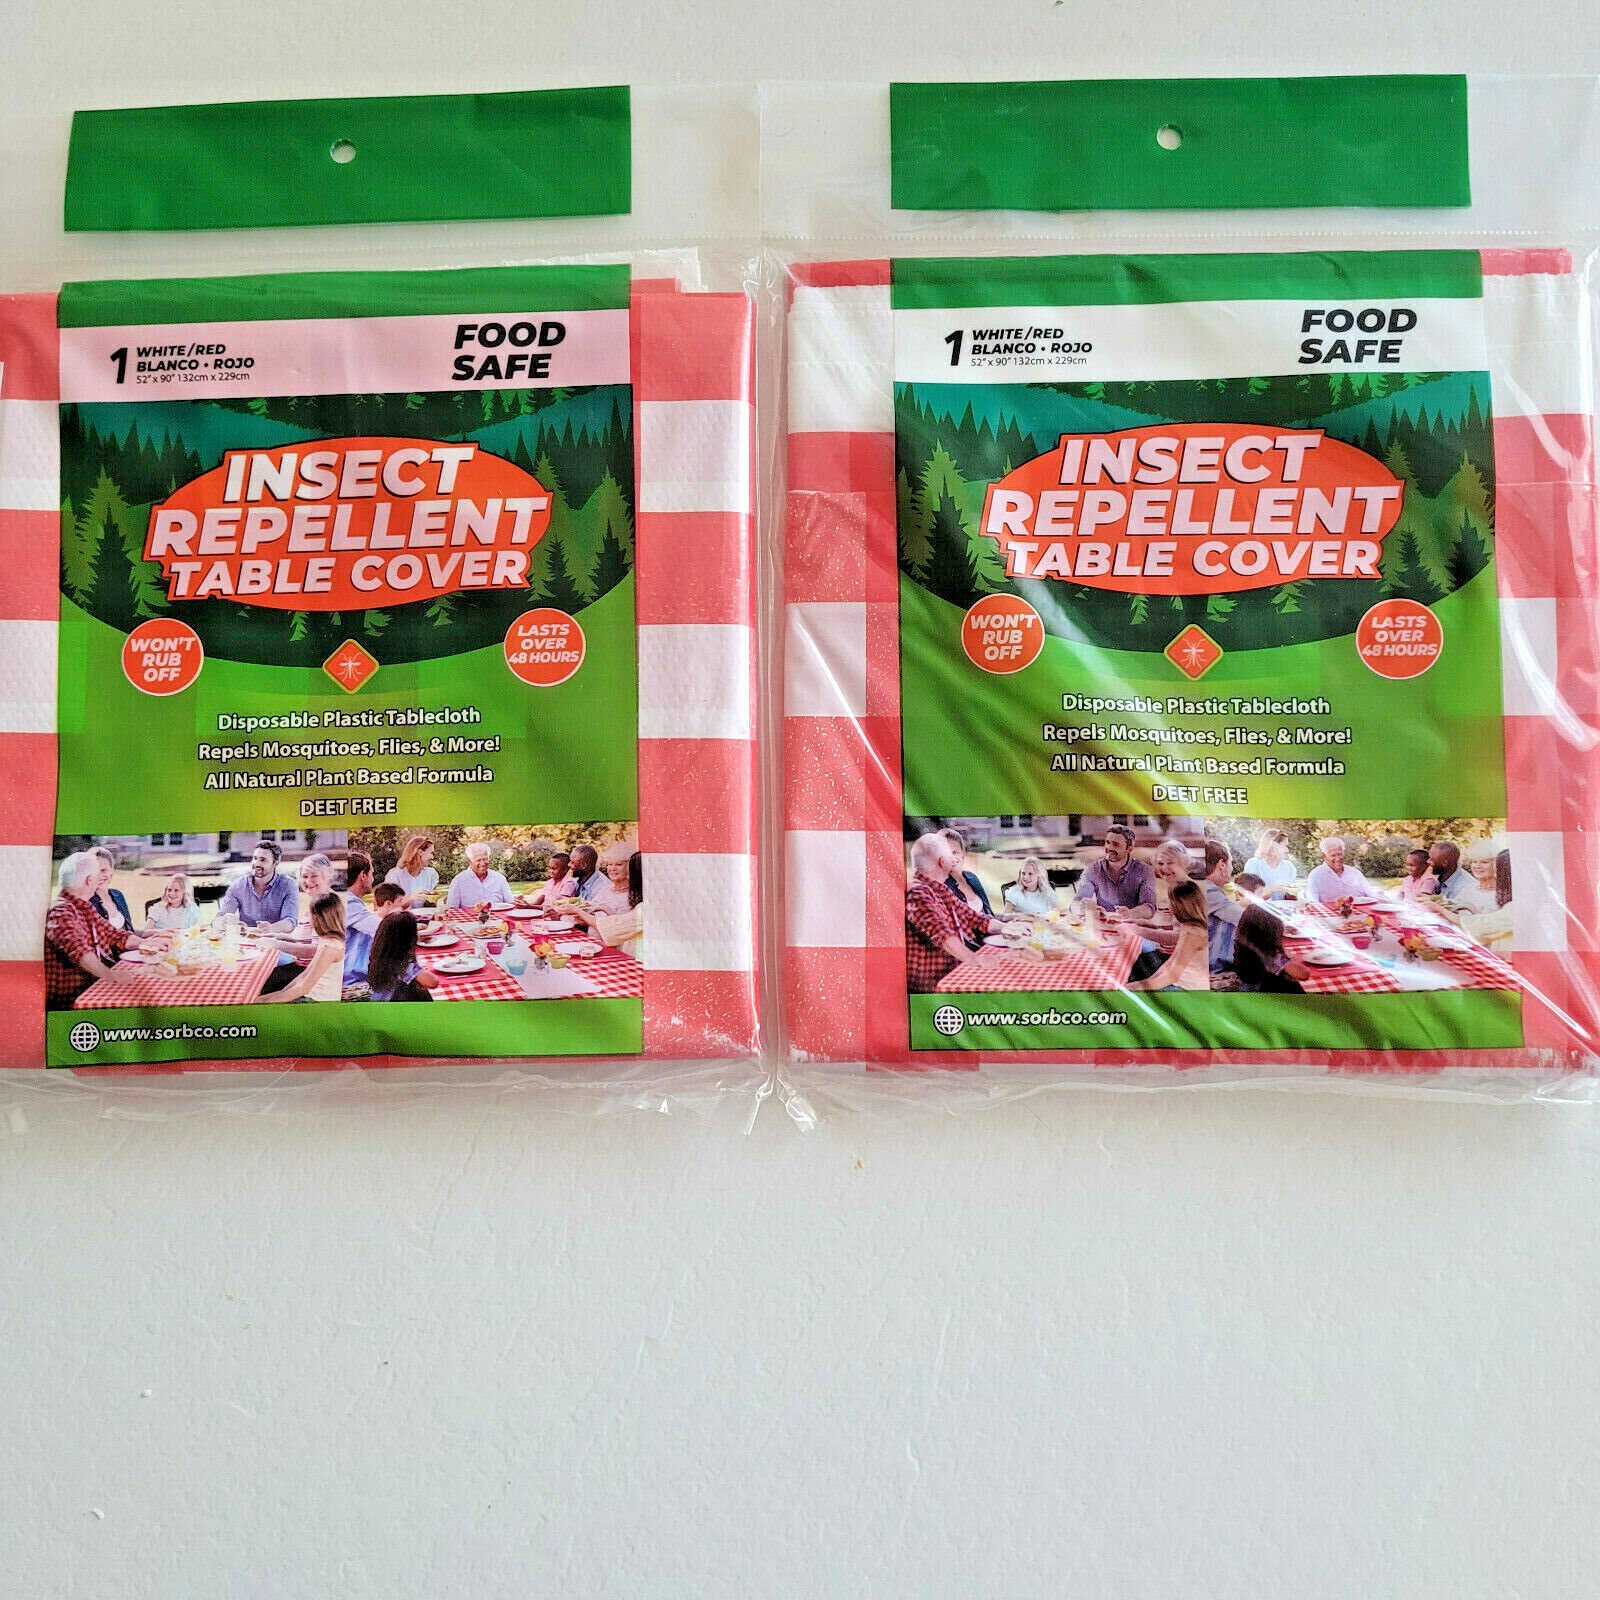 1 WHITE/RED
BLANCO • ROJO
52" x 90" 132cm x 229cm
FOOD
SAFE
INSECT
REPELLENT
TABLE COVER
WON'T
RUB
OFF
LASTS
OVER
48 HOURS
Disposable Plastic Tablecloth
Repels Mosquitoes, Flies, & More!
All Natural Plant Based Formula
DEET FREE
www.sorbco.com
1 WHITE/RED
BLANCO • ROJO
52" x 90" 132cm x 229cm
FOOD
SAFE
INSECT
REPELLENT
TABLE COVER
WON'T
RUB
OFF
LASTS
OVER
48 HOURS
Disposable Plastic Tablecloth
Repels Mosquitoes, Flies, & More!
All Natural Plant Based Formula
DEET FREE
www.sorbco.com